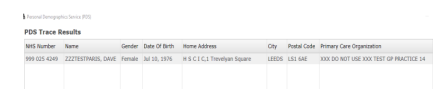 Personal Demographics Service (PDS)
PDS Trace Results
NHS Number Name Gender Date Of Birth Home Address City Postal Code Primary Care Organization
999 025 4249 ZZZTESTPARIS, DAVE Female Jul 10, 1976 H S C I C,1 Trevelyan Square LEEDS LS1 6AE XXX DO NOT USE XXX TEST GP PRACTICE 14